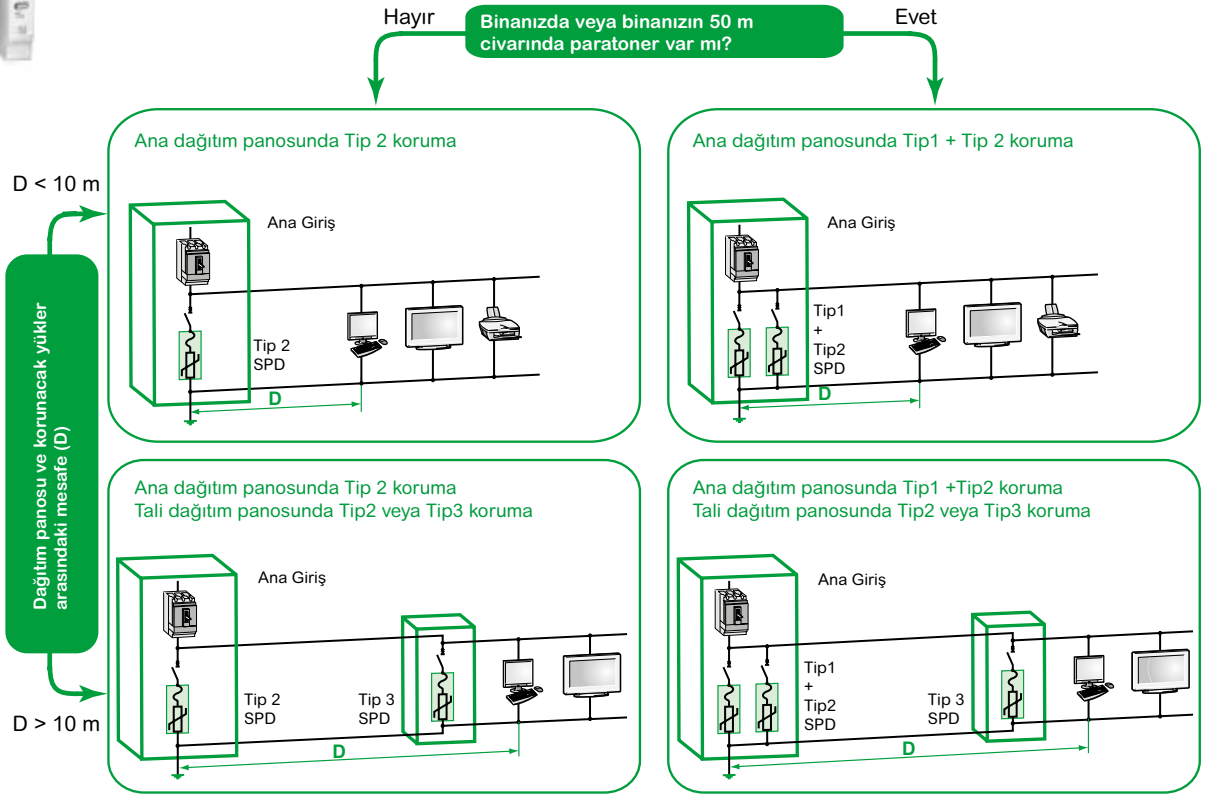 Hayır
Binanızda veya binanızın 50 m
civarında paratoner var mı?
Evet
Ana dağıtım panosunda Tip 2 koruma
Ana dağıtım panosunda Tip1 + Tip 2 koruma
D < 10 m
Ana Giriş
Tip 2
SPD
D
Ana Giriş
Tip1
+
Tip2
SPD
D
Dağıtım panosu ve korunacak yükler
arasındaki mesafe (D)
Ana dağıtım panosunda Tip 2 koruma
Tali dağıtım panosunda Tip2 veya Tip3 koruma
Ana Giriş
Tip 2
SPD
Tip 3
SPD
D
Ana dağıtım panosunda Tip1 +Tip2 koruma
Tali dağıtım panosunda Tip2 veya Tip3 koruma
Ana Giriş
Tip1
+
Tip2
SPD
Tip 3
SPD
D
D > 10 m